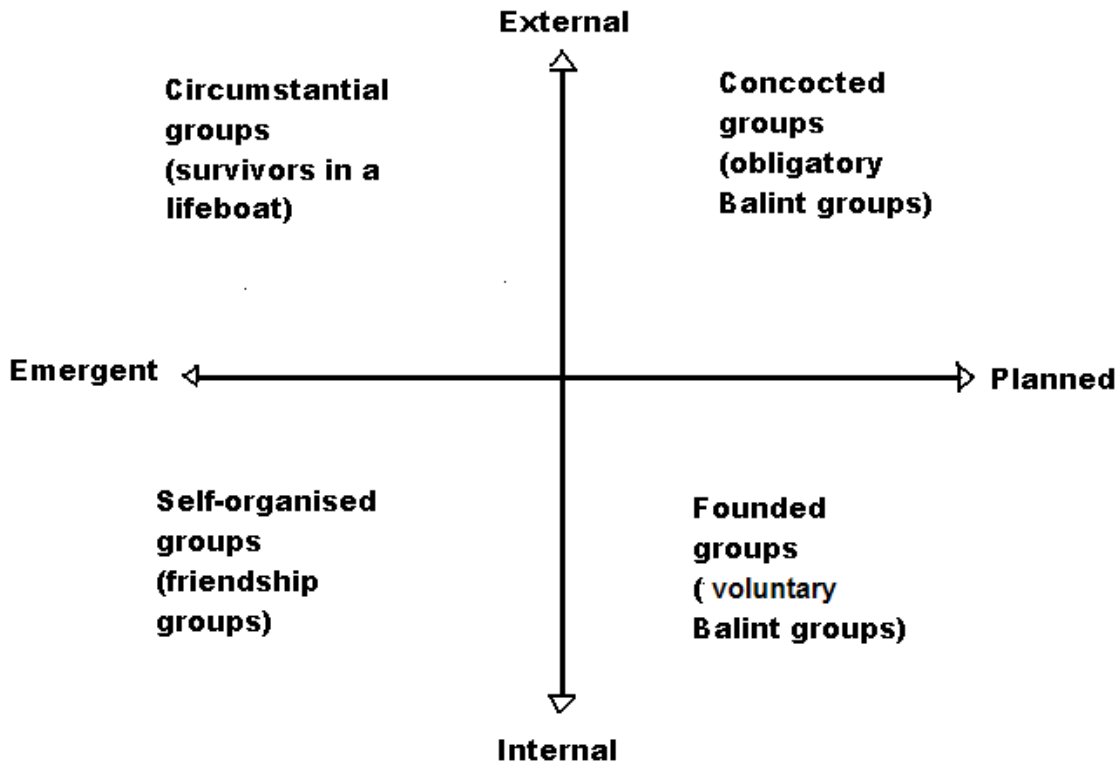 External
Circumstantial
groups
(survivors in a
lifeboat)
Concocted
groups
(obligatory
Balint groups)
Emergent
Planned
Self-organised
groups
(friendship
groups)
Founded
groups
( voluntary
Balint groups)
Internal